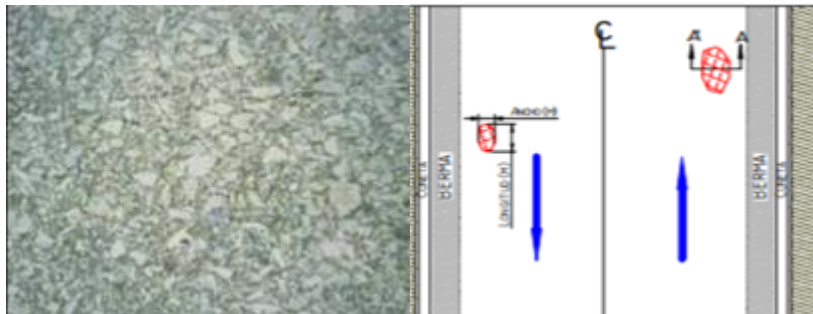 ℄
A' A
ANCHO (M)
LONGITUD (M)
CUNETA
BERMA
BERMA
CUNETA